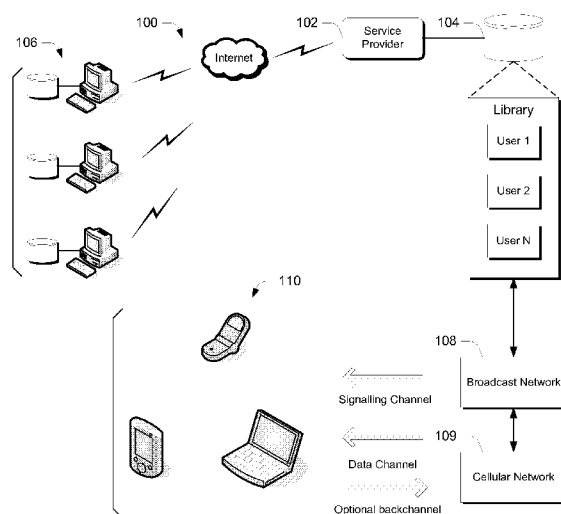 106
100
Internet
102
Service
Provider
104
Library
User 1
User 2
User N
110
108
Broadcast Network
Signalling Channel
109
Data Channel
Cellular Network
Optional backchannel